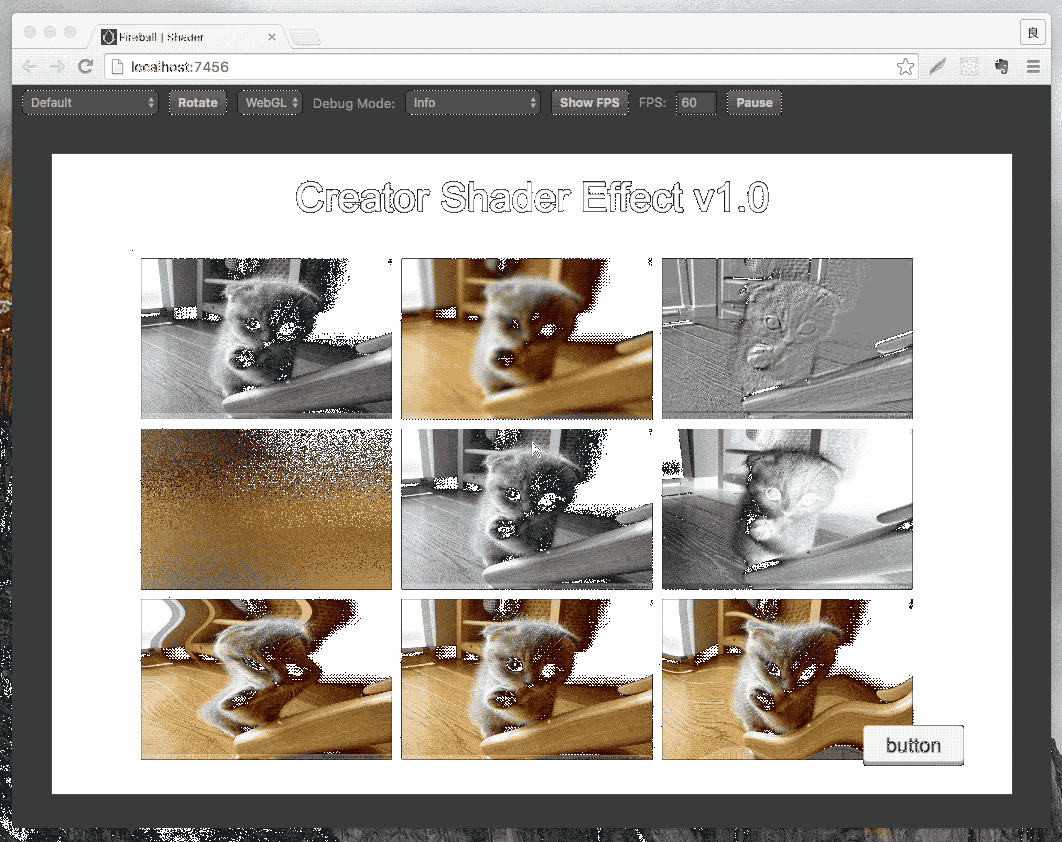 Fireball | Shader
良
localhost:7456
Default
Rotate
WebGL
Debug Mode:
Info
Show FPS
FPS:
60
Pause
Creator Shader Effect v1.0
button